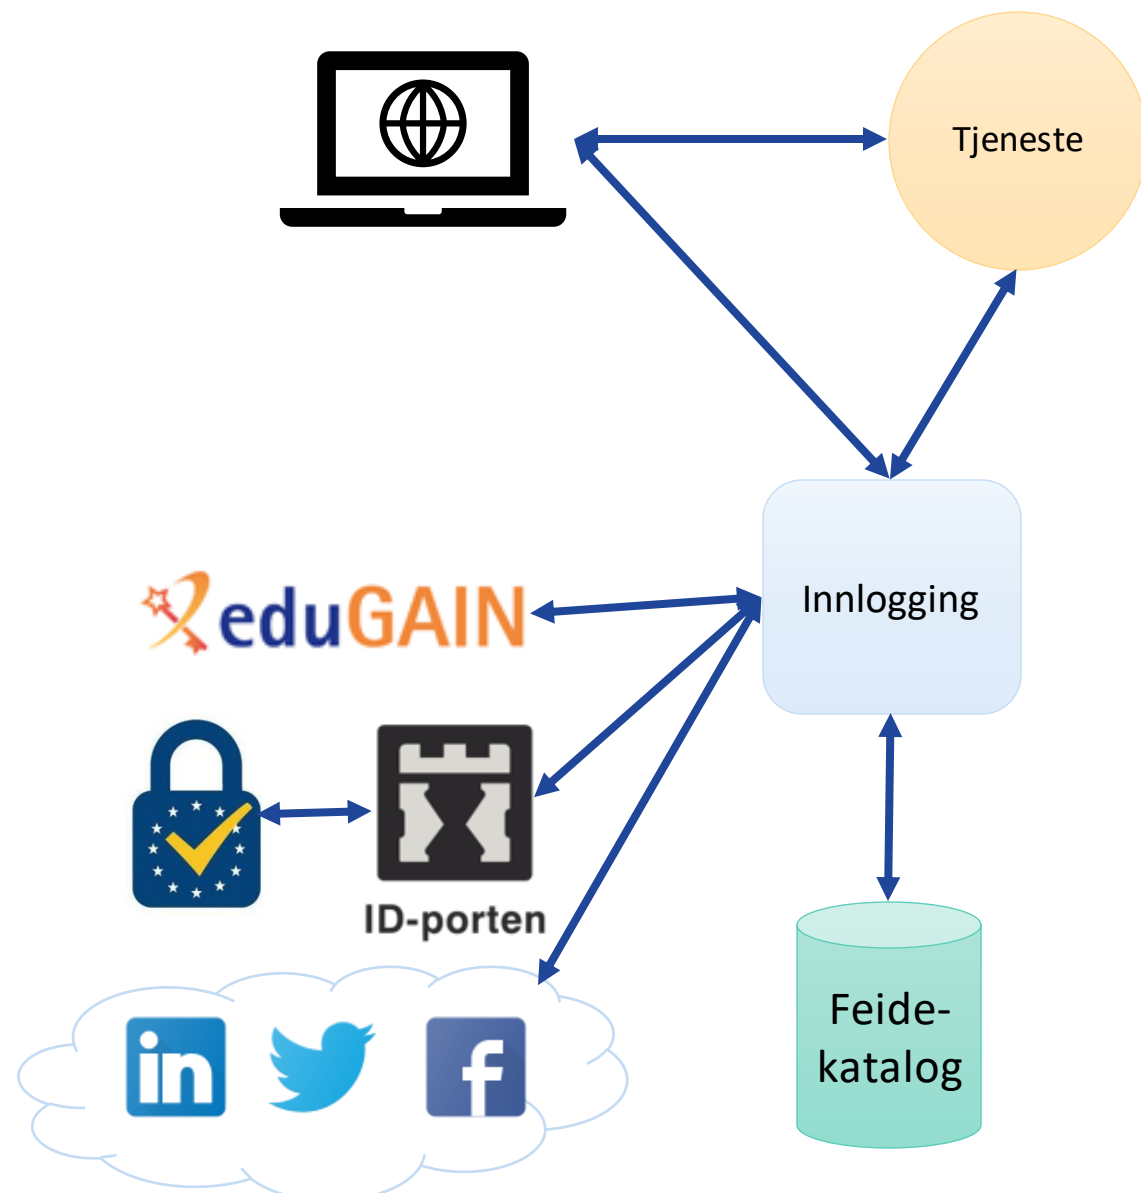 Tjeneste
Innlogging
eduGAIN
ID-porten
in
f
Feide-
katalog